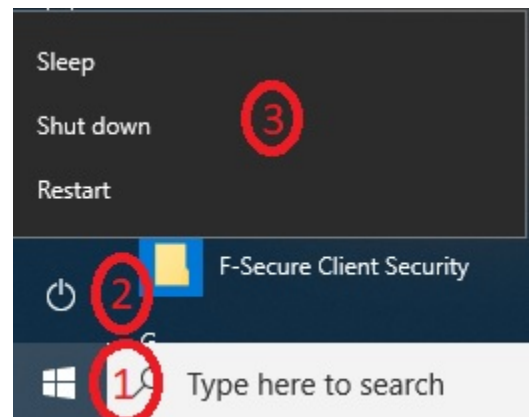 Sleep
Shut down
3
Restart
F-Secure Client Security
2
G
1
Type here to search